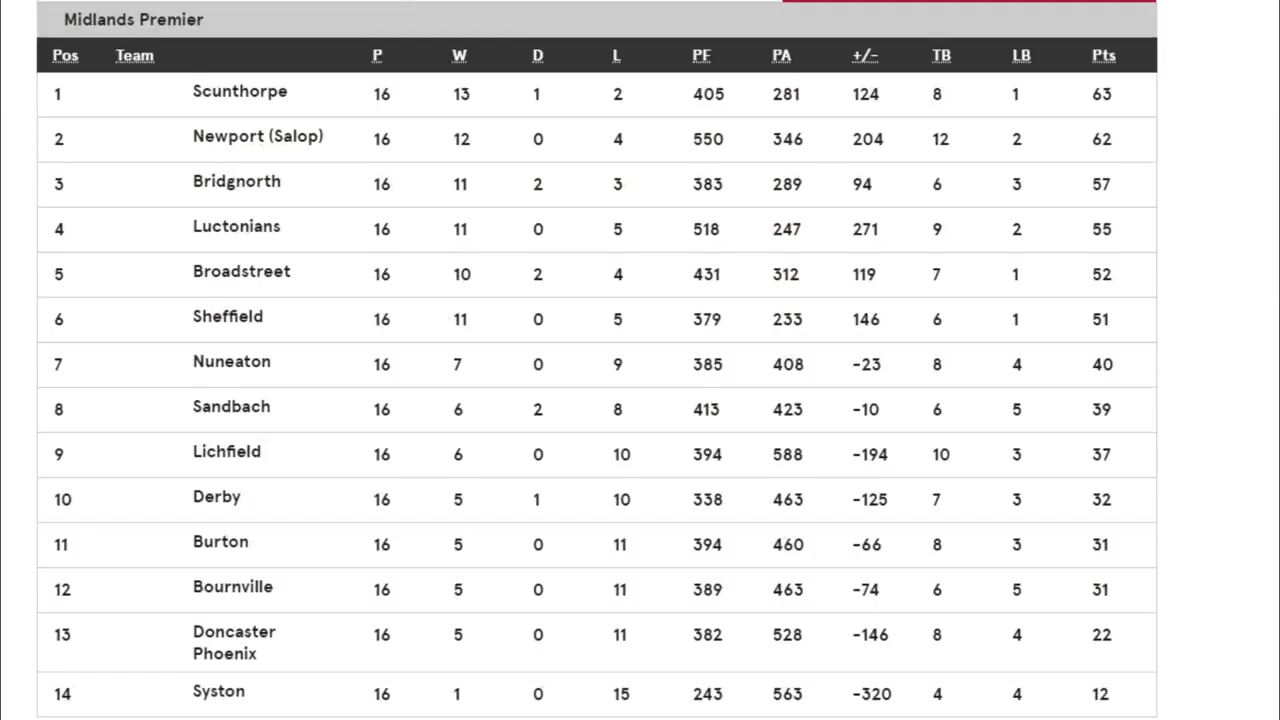 Midlands Premier
Pos Team P W D L PF PA +/- TB LB Pts
1 Scunthorpe 16 13 1 2 405 281 124 8 1 63
2 Newport (Salop) 16 12 0 4 550 346 204 12 2 62
3 Bridgnorth 16 11 2 3 383 289 94 6 3 57
4 Luctonians 16 11 0 5 518 247 271 9 2 55
5 Broadstreet 16 10 2 4 431 312 119 7 1 52
6 Sheffield 16 11 0 5 379 233 146 6 1 51
7 Nuneaton 16 7 0 9 385 408 -23 8 4 40
8 Sandbach 16 6 2 8 413 423 -10 6 5 39
9 Lichfield 16 6 0 10 394 588 -194 10 3 37
10 Derby 16 5 1 10 338 463 -125 7 3 32
11 Burton 16 5 0 11 394 460 -66 8 3 31
12 Bournville 16 5 0 11 389 463 -74 6 5 31
13 Doncaster Phoenix 16 5 0 11 382 528 -146 8 4 22
14 Syston 16 1 0 15 243 563 -320 4 4 12